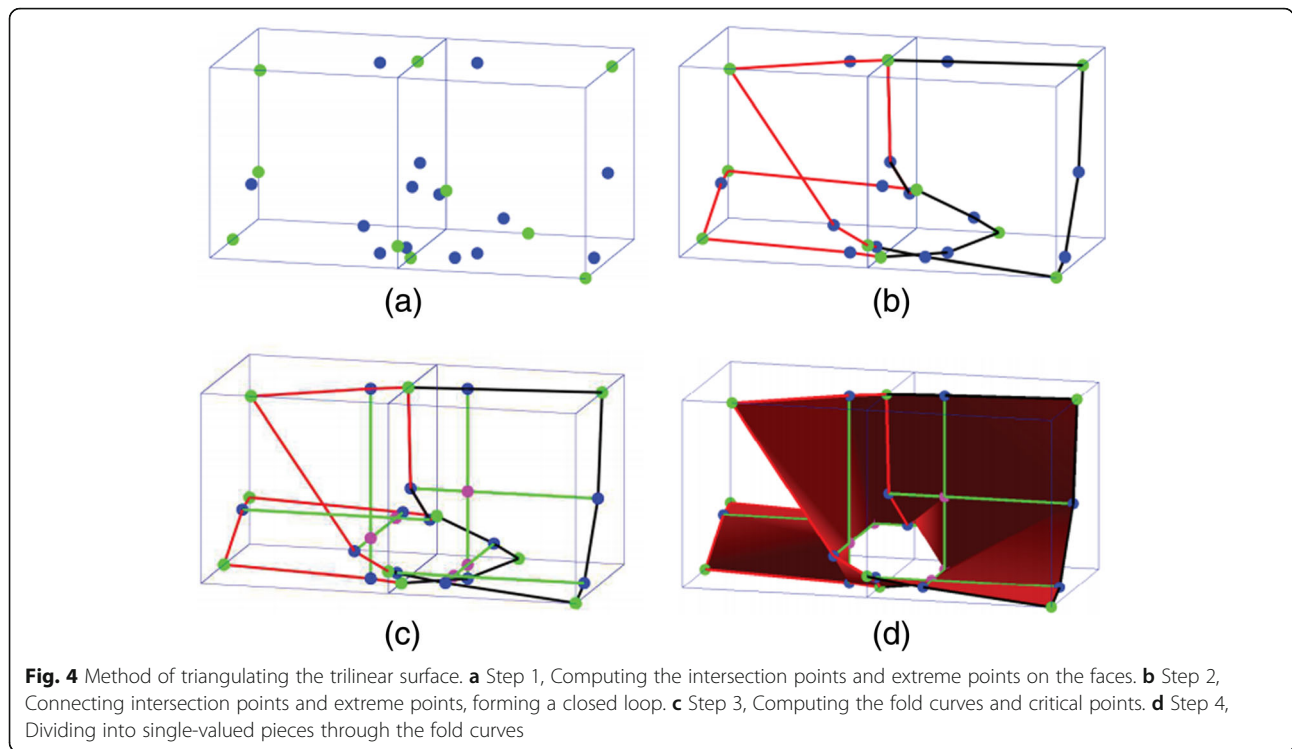 (a)
(b)
(c)
(d)
Fig. 4 Method of triangulating the trilinear surface. a Step 1, Computing the intersection points and extreme points on the faces. b Step 2,
Connecting intersection points and extreme points, forming a closed loop. c Step 3, Computing the fold curves and critical points. d Step 4,
Dividing into single-valued pieces through the fold curves